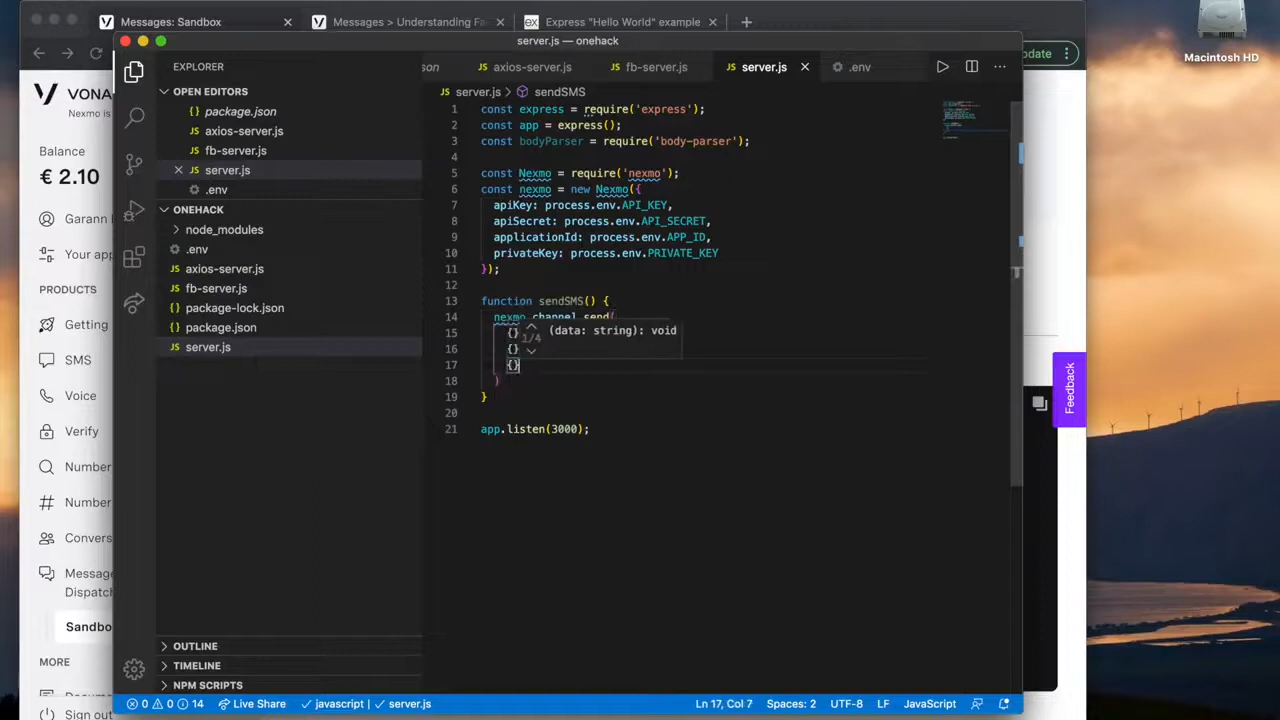 Messages: Sandbox
Messages > Understanding Fa
ex
Express "Hello World" example
server.js — onehack
Macintosh HD
pdate
VONA
Nexmo is becom
Balance
€ 2.10
Garann
Your app
PRODUCTS
Getting
SMS
Voice
Verify
Number
Number
Convers
Message
Dispatch
Sandbo
MORE
Docum
Sign out
EXPLORER
OPEN EDITORS
package.json
axios-server.js
fb-server.js
server.js
.env
ONEHACK
node_modules
.env
axios-server.js
fb-server.js
package-lock.json
package.json
server.js
OUTLINE
TIMELINE
NPM SCRIPTS
son
axios-server.js
fb-server.js
server.js
.env
server.js > sendSMS
1 const express = require('express');
2 const app = express();
3 const bodyParser = require('body-parser');
4
5 const Nexmo = require('nexmo');
6 const nexmo = new Nexmo({
7 apiKey: process.env.API_KEY,
8 apiSecret: process.env.API_SECRET,
9 applicationId: process.env.APP_ID,
10 privateKey: process.env.PRIVATE_KEY
11 });
12
13 function sendSMS() {
14 nexmo.channel.send(
15 {}
16 {}
17 {}
18 )
19 }
20
21 app.listen(3000);
1/4
(data: string): void
Feedback
0 0 14
Live Share
javascript | server.js
Ln 17, Col 7
Spaces: 2
UTF-8
LF
JavaScript